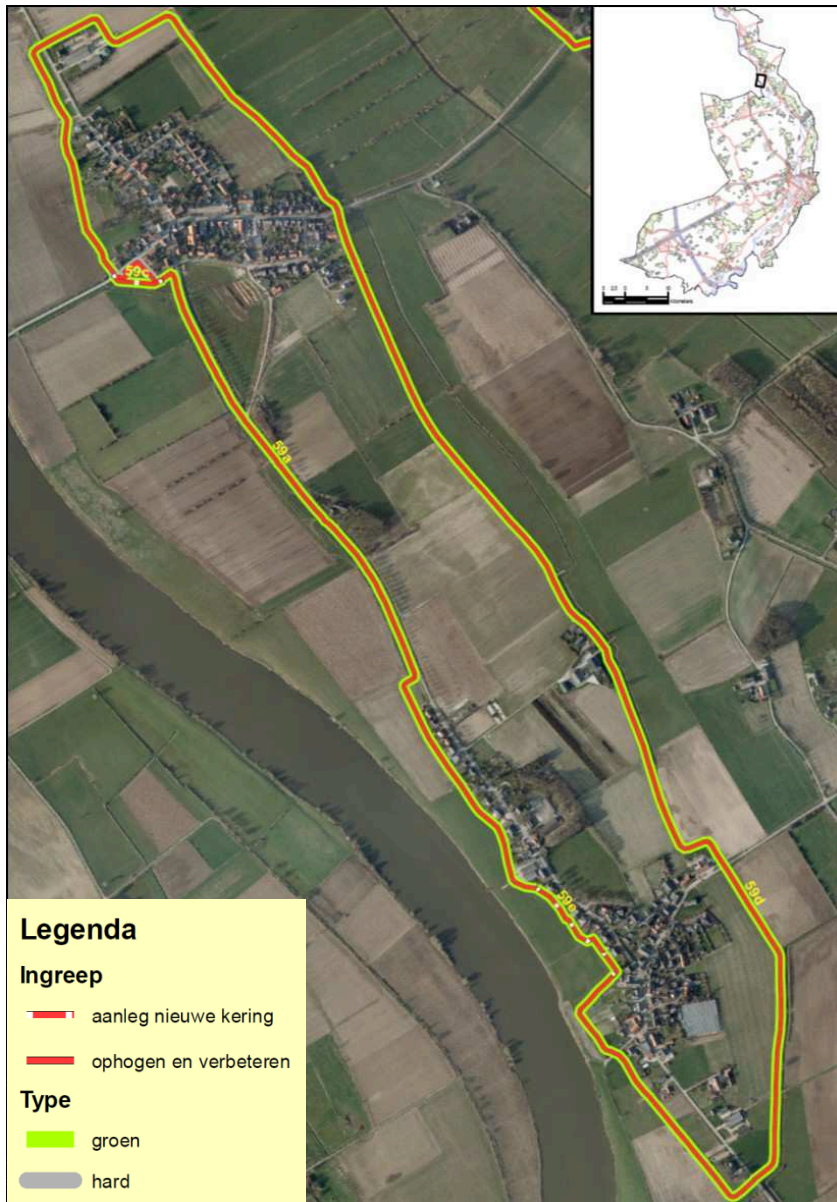 59c
59a
59e
59d
Legenda
Ingreep
aanleg nieuwe kering
ophogen en verbeteren
Type
groen
hard